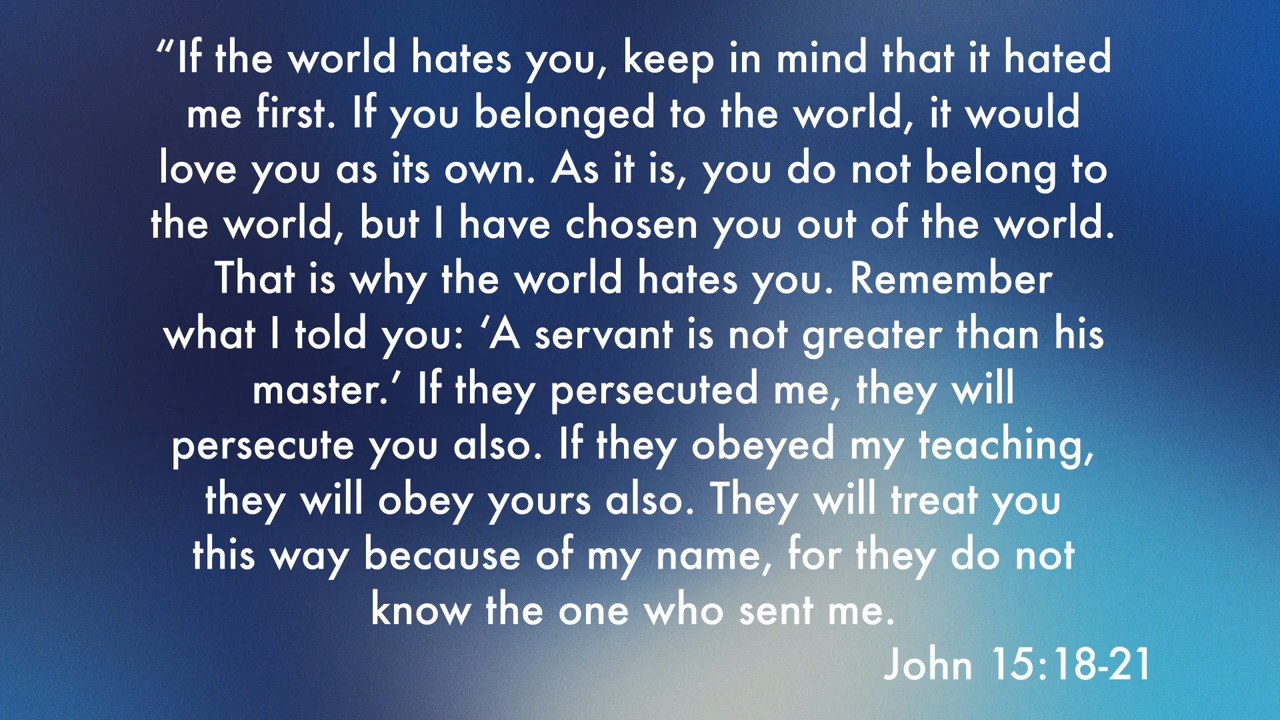 “If the world hates you, keep in mind that it hated
me first. If you belonged to the world, it would
love you as its own. As it is, you do not belong to
the world, but I have chosen you out of the world.
That is why the world hates you. Remember
what I told you: ‘A servant is not greater than his
master.’ If they persecuted me, they will
persecute you also. If they obeyed my teaching,
they will obey yours also. They will treat you
this way because of my name, for they do not
know the one who sent me.
John 15:18-21